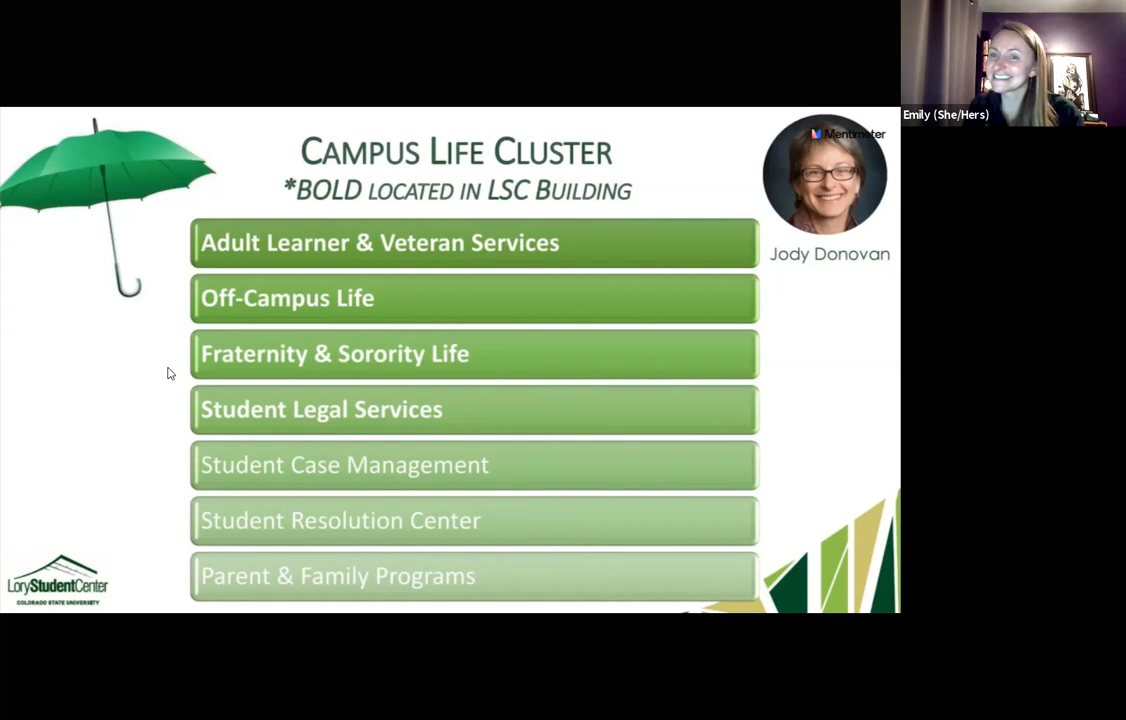 Emily (She/Hers)
Mentimeter
CAMPUS LIFE CLUSTER
*BOLD LOCATED IN LSC BUILDING
Jody Donovan
Adult Learner & Veteran Services
Off-Campus Life
Fraternity & Sorority Life
Student Legal Services
Student Case Management
Student Resolution Center
Parent & Family Programs
LoryStudentCenter
COLORADO STATE UNIVERSITY